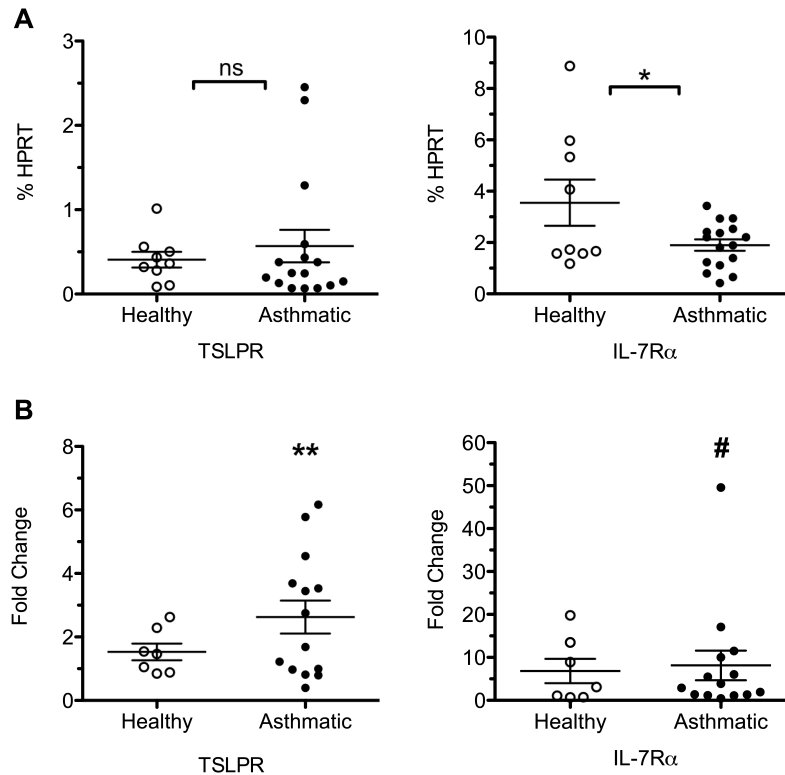 A
% HPRT
3
2
1
0
ns
Healthy Asthmatic
TSLPR
% HPRT
10
8
6
4
2
0
*
Healthy Asthmatic
IL-7Rα
B
Fold Change
8
6
4
2
0
**
Healthy Asthmatic
TSLPR
Fold Change
60
50
40
30
20
10
0
#
Healthy Asthmatic
IL-7Rα